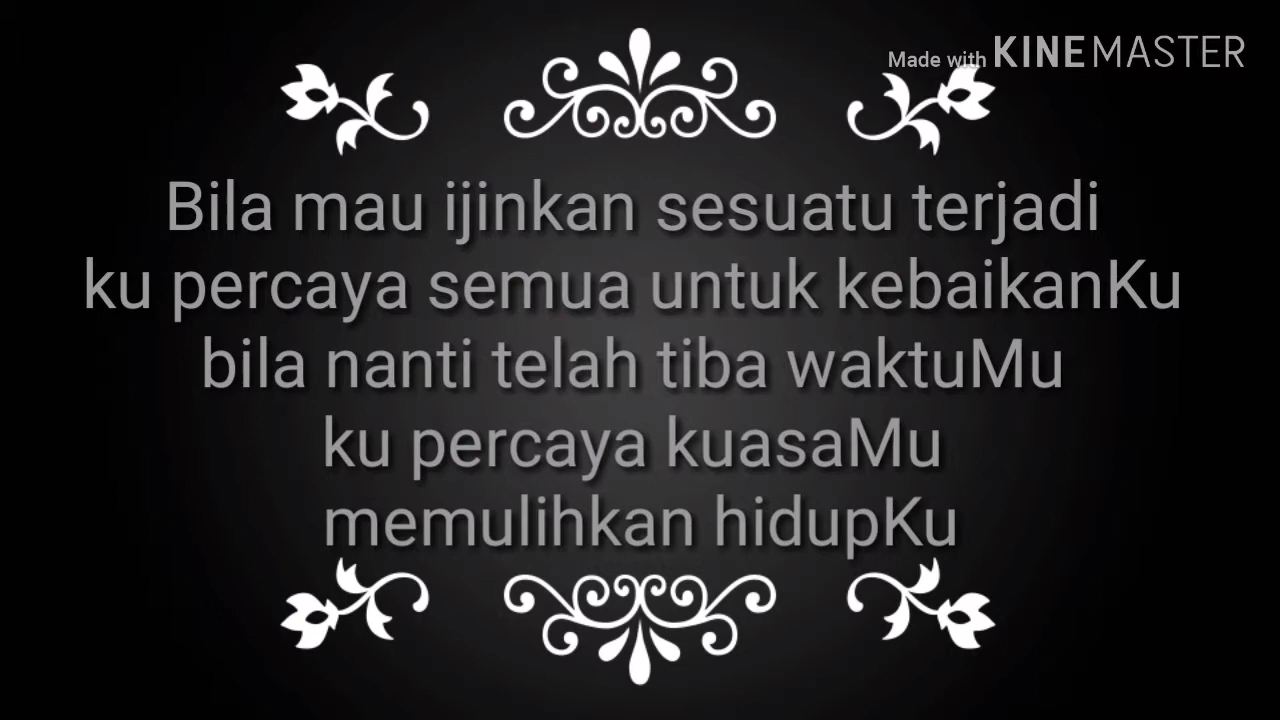 Made with KINEMASTER
Bila mau ijinkan sesuatu terjadi
ku percaya semua untuk kebaikanKu
bila nanti telah tiba waktuMu
ku percaya kuasaMu
memulihkan hidupKu